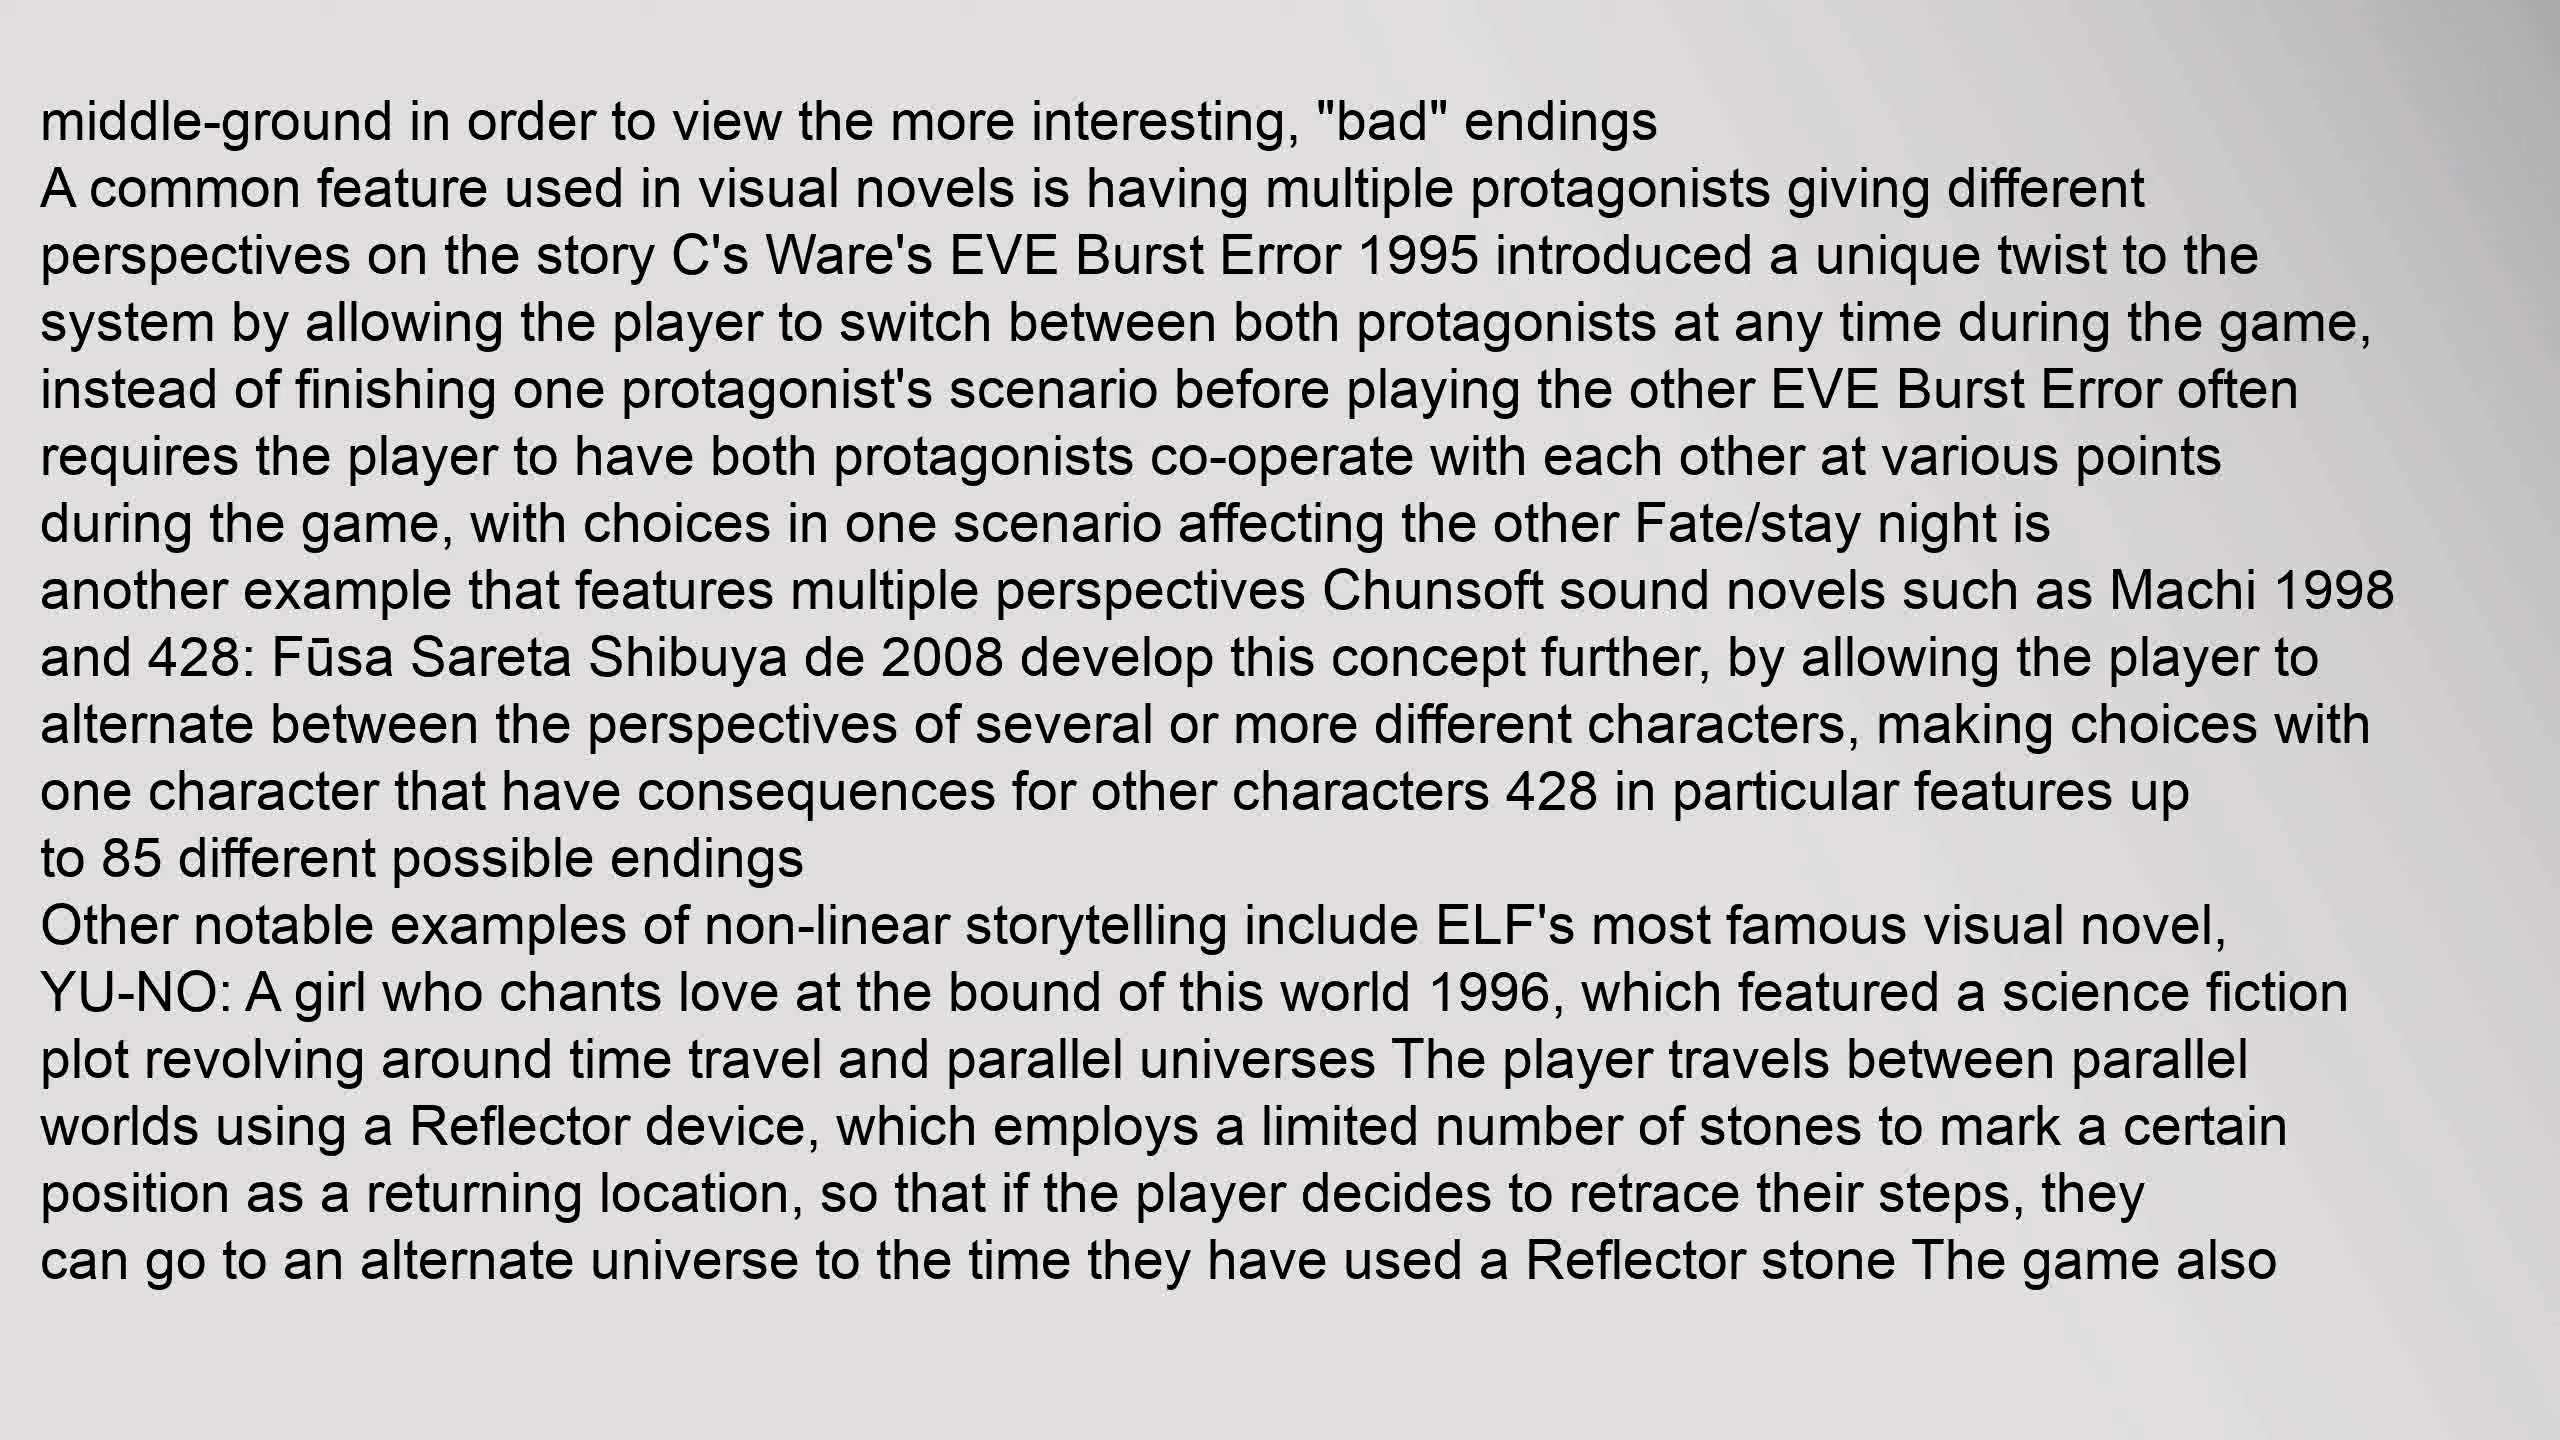 middle-ground in order to view the more interesting, "bad" endings
A common feature used in visual novels is having multiple protagonists giving different
perspectives on the story C's Ware's EVE Burst Error 1995 introduced a unique twist to the
system by allowing the player to switch between both protagonists at any time during the game,
instead of finishing one protagonist's scenario before playing the other EVE Burst Error often
requires the player to have both protagonists co-operate with each other at various points
during the game, with choices in one scenario affecting the other Fate/stay night is
another example that features multiple perspectives Chunsoft sound novels such as Machi 1998
and 428: Fūsa Sareta Shibuya de 2008 develop this concept further, by allowing the player to
alternate between the perspectives of several or more different characters, making choices with
one character that have consequences for other characters 428 in particular features up
to 85 different possible endings
Other notable examples of non-linear storytelling include ELF's most famous visual novel,
YU-NO: A girl who chants love at the bound of this world 1996, which featured a science fiction
plot revolving around time travel and parallel universes The player travels between parallel
worlds using a Reflector device, which employs a limited number of stones to mark a certain
position as a returning location, so that if the player decides to retrace their steps, they
can go to an alternate universe to the time they have used a Reflector stone The game also